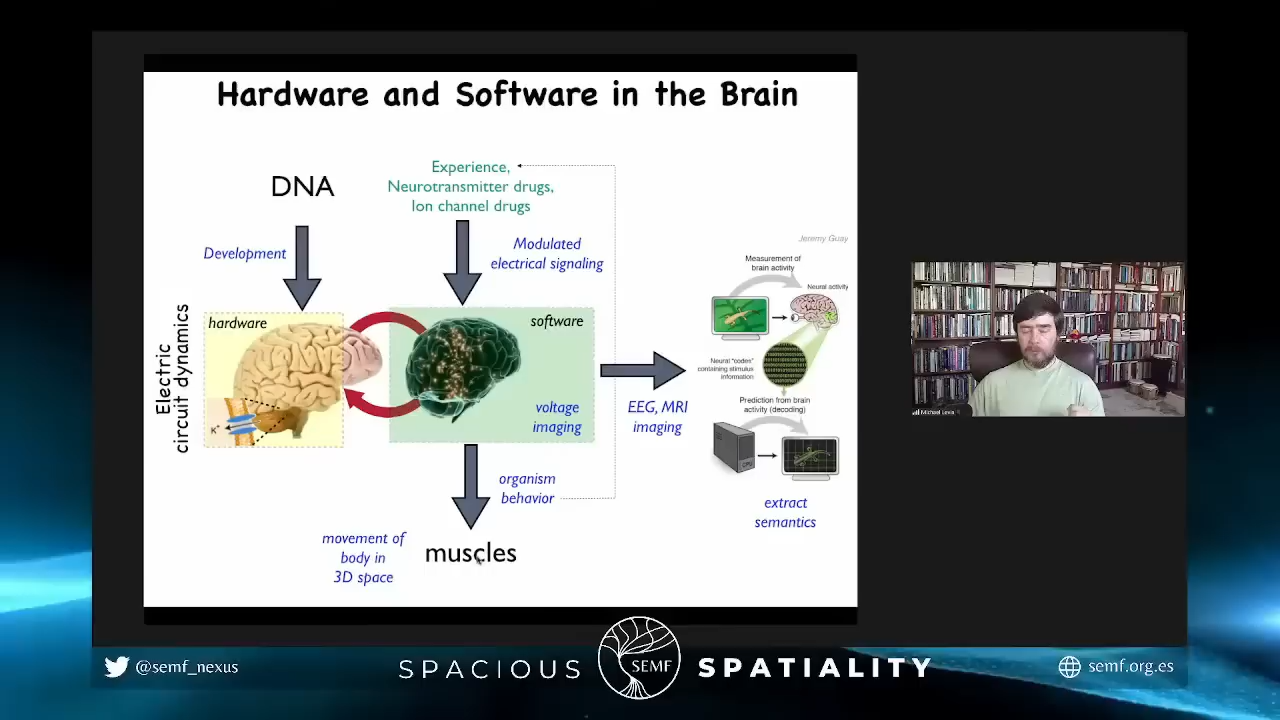 Hardware and Software in the Brain
DNA
Experience,
Neurotransmitter drugs,
Ion channel drugs
Development
Modulated
electrical signaling
Electric
circuit dynamics
hardware
software
voltage
imaging
K+
EEG, MRI
imaging
organism
behavior
movement of
body in
3D space
muscles
Jeremy Guay
Measurement of
brain activity
Neural activity
Neural "codes"
containing stimulus
information
Prediction from brain
activity (decoding)
extract
semantics
Michael Levin
@semf_nexus
SPACIOUS
SEMF
SPATIALITY
semf.org.es